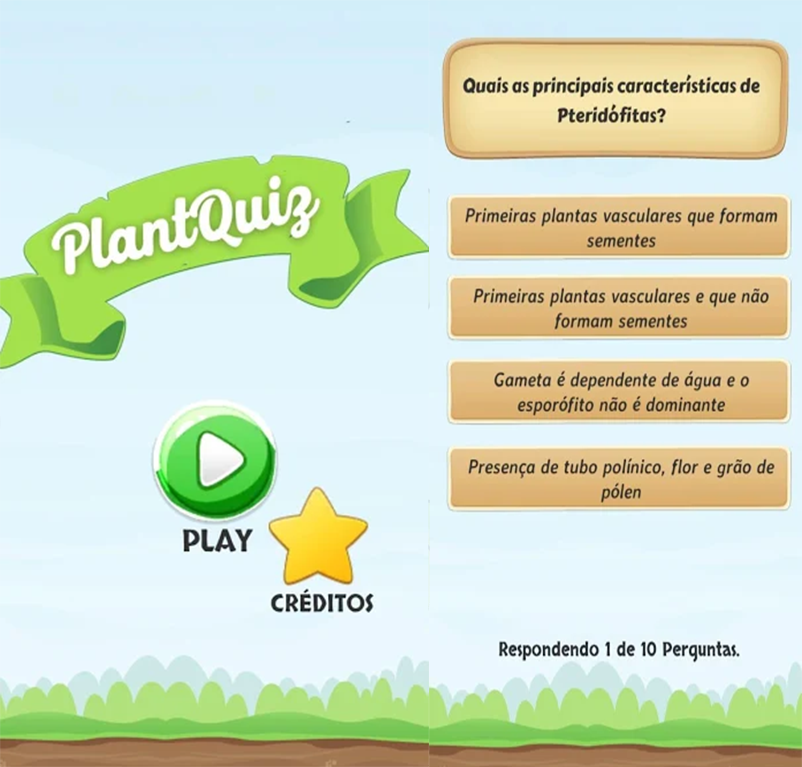 PlantQuiz
PLAY
CRÉDITOS
Quais as principais características de
Pteridófitas?
Primeiras plantas vasculares que formam
sementes
Primeiras plantas vasculares e que não
formam sementes
Gameta é dependente de água e o
esporófito não é dominante
Presença de tubo polínico, flor e grão de
pólen
Respondendo 1 de 10 Perguntas.